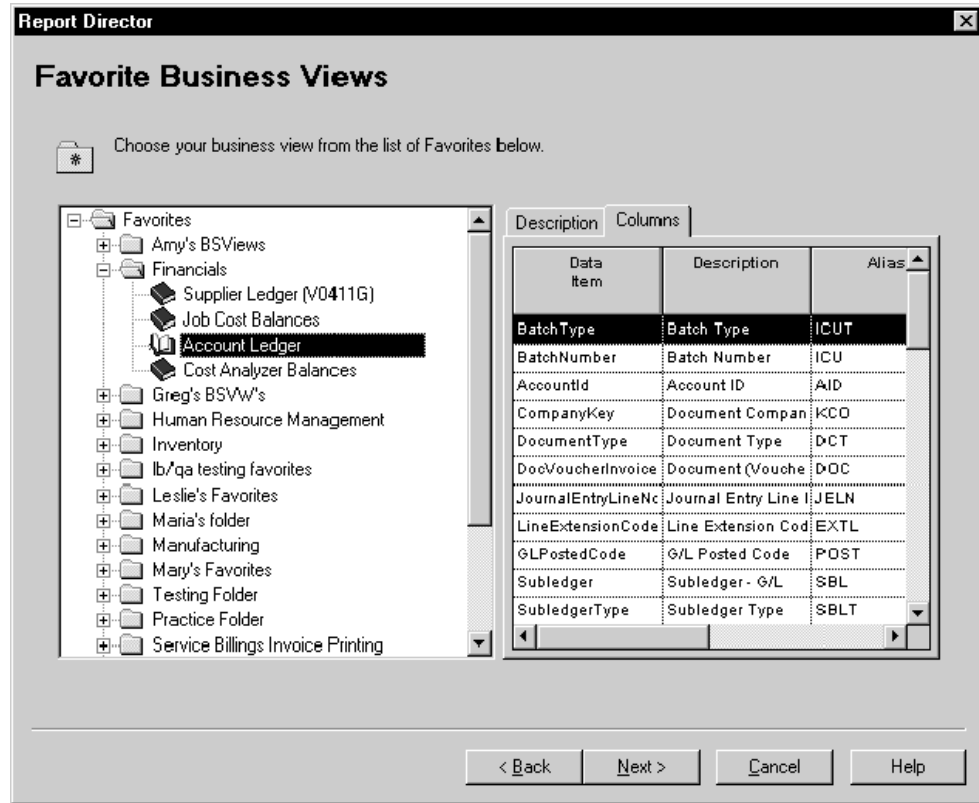 Report Director
Favorite Business Views
Choose your business view from the list of Favorites below.
Favorites
Amy's BSViews
Financials
Supplier Ledger (V0411G)
Job Cost Balances
Account Ledger
Cost Analyzer Balances
Greg's BSVW's
Human Resource Management
Inventory
lb/qa testing favorites
Leslie's Favorites
Maria's folder
Manufacturing
Mary's Favorites
Testing Folder
Practice Folder
Service Billings Invoice Printing
Description Columns
Data Item Description Alias
BatchType Batch Type ICUT
BatchNumber Batch Number ICU
AccountId Account ID AID
CompanyKey Document Compan KCO
DocumentType Document Type DCT
DocVoucherInvoice Document (Vouche DOC
JournalEntryLineNo Journal Entry Line JELN
LineExtensionCode Line Extension Cod EXTL
GLPostedCode G/L Posted Code POST
Subledger Subledger - G/L SBL
SubledgerType Subledger Type SBLT
< Back Next > Cancel Help